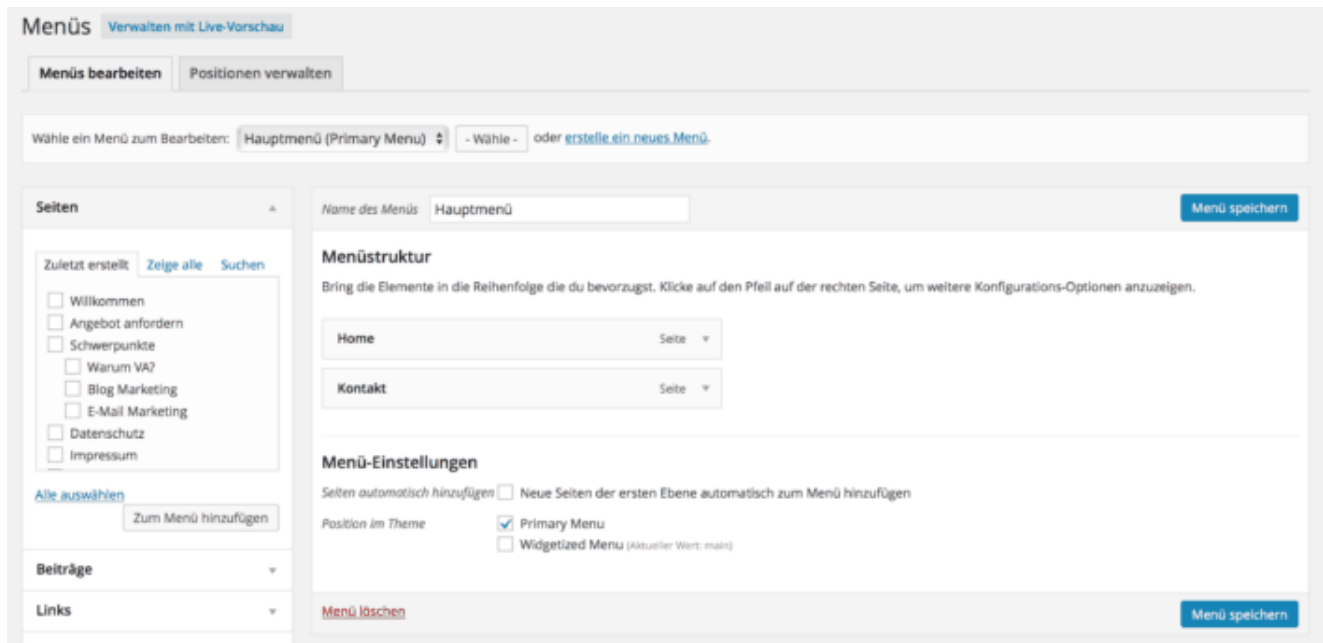 Menüs Verwalten mit Live-Vorschau
Menüs bearbeiten Positionen verwalten
Wähle ein Menü zum Bearbeiten: Hauptmenü (Primary Menu) - Wähle - oder erstelle ein neues Menü.
Seiten
Zuletzt erstellt Zeige alle Suchen
Willkommen
Angebot anfordern
Schwerpunkte
Warum VA?
Blog Marketing
E-Mail Marketing
Datenschutz
Impressum
Alle auswählen
Zum Menü hinzufügen
Beiträge
Links
Name des Menüs Hauptmenü Menü speichern
Menüstruktur
Bring die Elemente in die Reihenfolge die du bevorzugst. Klicke auf den Pfeil auf der rechten Seite, um weitere Konfigurations-Optionen anzuzeigen.
Home Seite
Kontakt Seite
Menü-Einstellungen
Seiten automatisch hinzufügen Neue Seiten der ersten Ebene automatisch zum Menü hinzufügen
Position im Theme Primary Menu
Widgetized Menu (Aktueller Wert: main)
Menü löschen Menü speichern